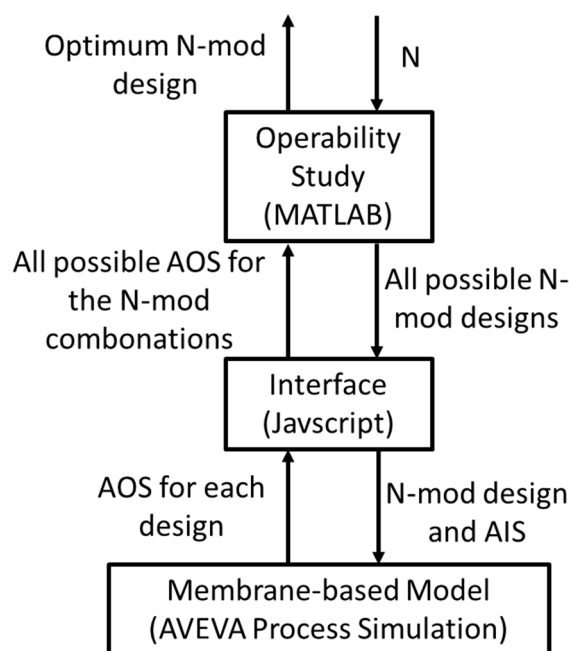 Optimum N-mod
design
N
Operability
Study
(MATLAB)
All possible AOS for
the N-mod
combonations
All possible N-
mod designs
Interface
(Javscript)
AOS for each
design
N-mod design
and AIS
Membrane-based Model
(AVEVA Process Simulation)